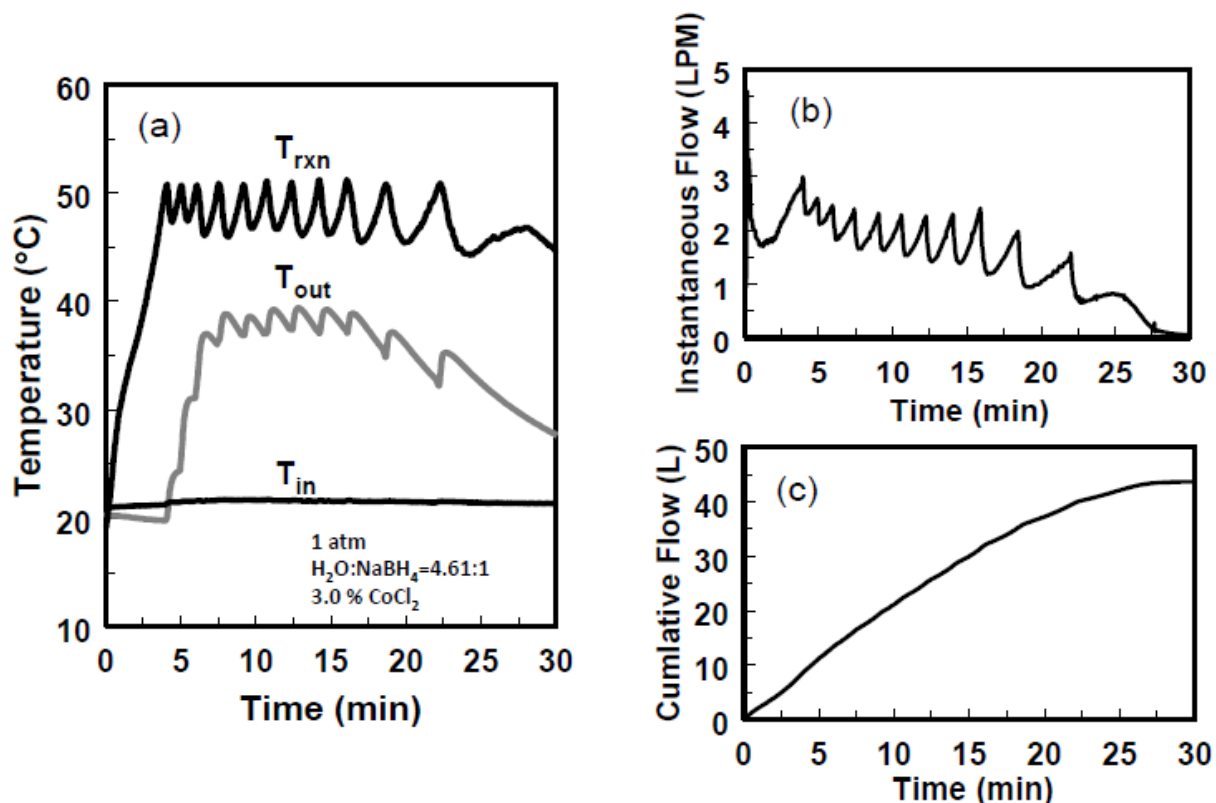 (a)
Temperature (°C)
60
50
40
30
20
10
T_rxn
T_out
T_in
1 atm
H₂O:NaBH₄=4.61:1
3.0 % CoCl₂
0 5 10 15 20 25 30
Time (min)
(b)
Instantaneous Flow (LPM)
5
4
3
2
1
0
0 5 10 15 20 25 30
Time (min)
(c)
Cumlative Flow (L)
50
40
30
20
10
0
0 5 10 15 20 25 30
Time (min)